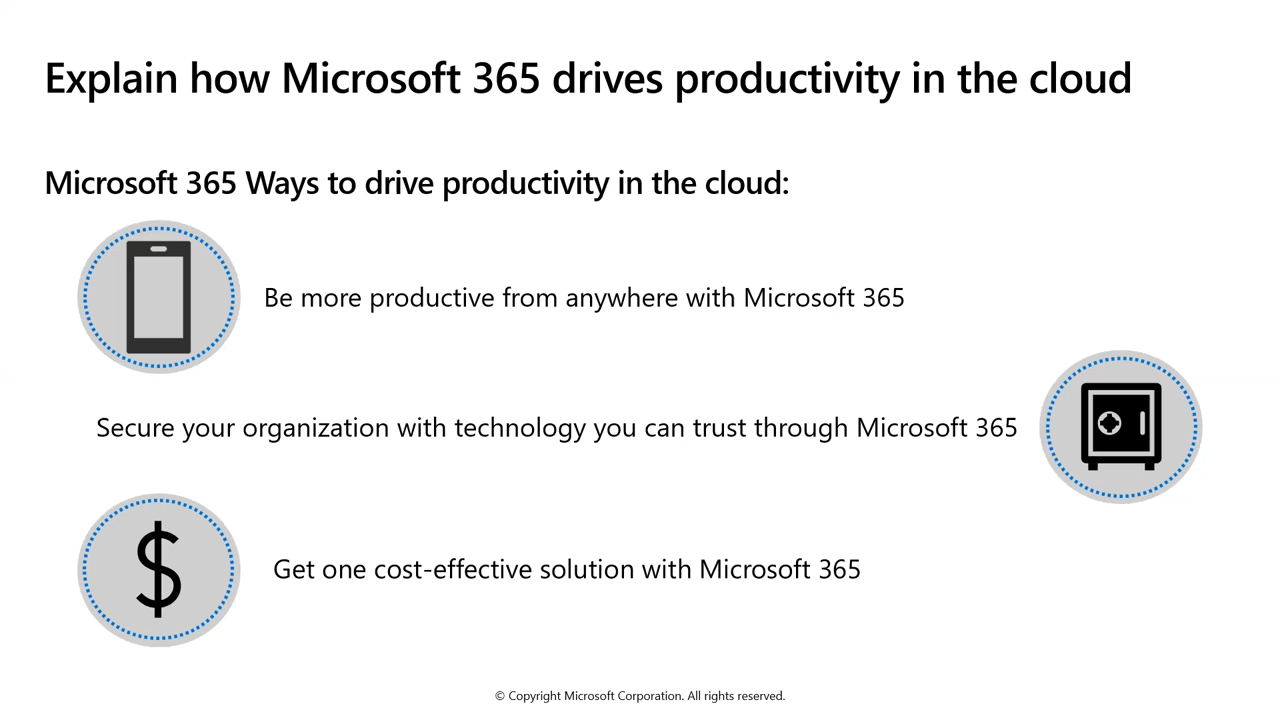 Explain how Microsoft 365 drives productivity in the cloud
Microsoft 365 Ways to drive productivity in the cloud:
Be more productive from anywhere with Microsoft 365
Secure your organization with technology you can trust through Microsoft 365
$
Get one cost-effective solution with Microsoft 365
© Copyright Microsoft Corporation. All rights reserved.